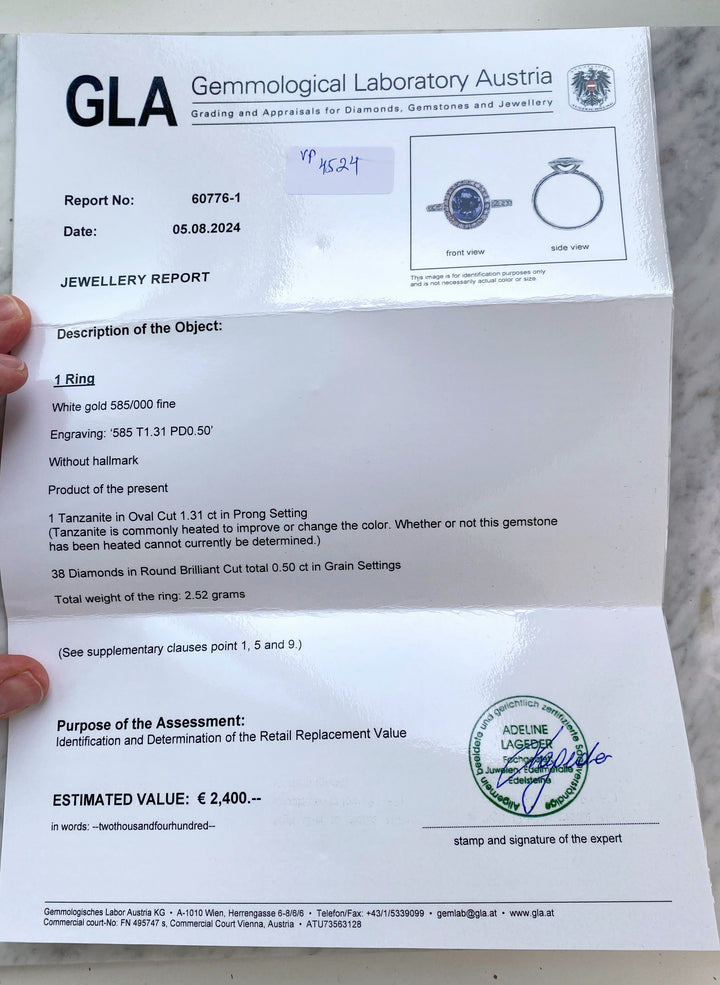 GLA
Gemmological Laboratory Austria
Grading and Appraisals for Diamonds, Gemstones and Jewellery
VP 4524
Report No: 60776-1
Date: 05.08.2024
front view
side view
This image is for identification purposes only
and is not necessarily actual color or size.
JEWELLERY REPORT
Description of the Object:
1 Ring
White gold 585/000 fine
Engraving: ‘585 T1.31 PD0.50’
Without hallmark
Product of the present
1 Tanzanite in Oval Cut 1.31 ct in Prong Setting
(Tanzanite is commonly heated to improve or change the color. Whether or not this gemstone
has been heated cannot currently be determined.)
38 Diamonds in Round Brilliant Cut total 0.50 ct in Grain Settings
Total weight of the ring: 2.52 grams
(See supplementary clauses point 1, 5 and 9.)
Purpose of the Assessment:
Identification and Determination of the Retail Replacement Value
Allgemein beeidete und gerichtlich zertifizierte Sachverständige
ADELINE
LAGEDER
Juwelen, Edelmetalle
Edelsteine
ESTIMATED VALUE: € 2,400.--
in words: --twothousandfourhundred--
stamp and signature of the expert
Gemmologisches Labor Austria KG • A-1010 Wien, Herrengasse 6-8/6/6 • Telefon/Fax: +43/1/5339099 • gemlab@gla.at • www.gla.at
Commercial court-No: FN 495747 s, Commercial Court Vienna, Austria • ATU73563128